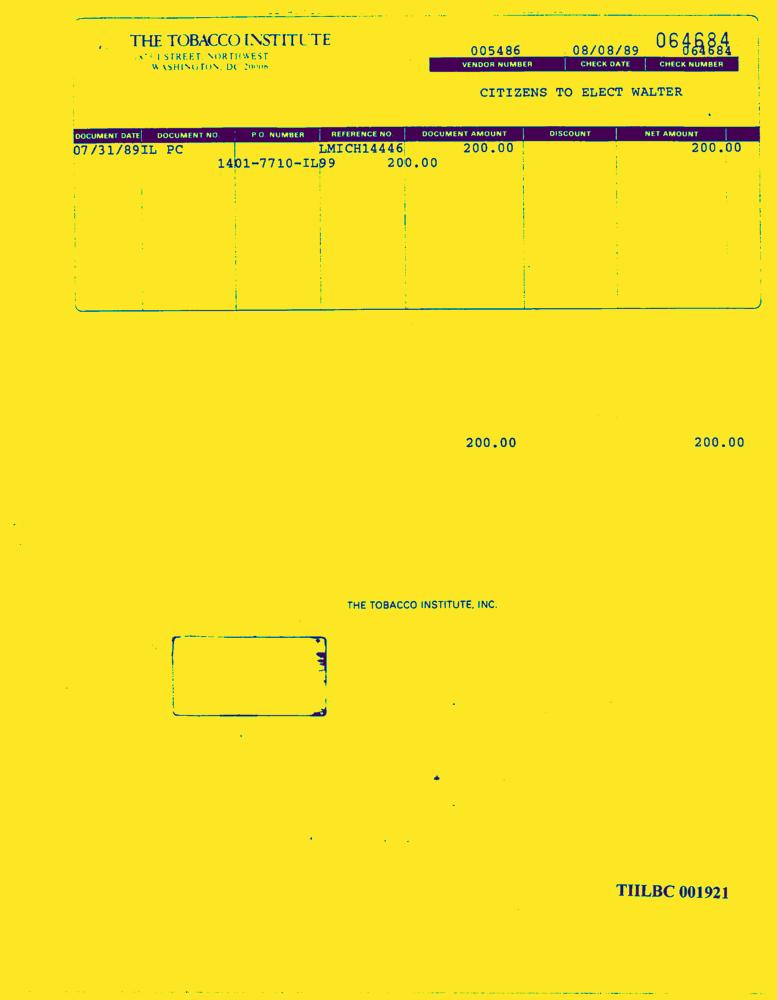 THE TOBACCO INSTITUTE
STREET, NORTHWEST
WASHINGTON, DC 20006
064684
005486 08/08/89 064684
VENDOR NUMBER CHECK DATE CHECK NUMBER
CITIZENS TO ELECT WALTER
DOCUMENT DATE DOCUMENT NO. P.O. NUMBER REFERENCE NO. DOCUMENT AMOUNT DISCOUNT NET AMOUNT
07/31/89IL PC LMICH14446 200.00 200.00
1401-7710-IL99 200.00
200.00 200.00
THE TOBACCO INSTITUTE, INC.
TIILBC 001921